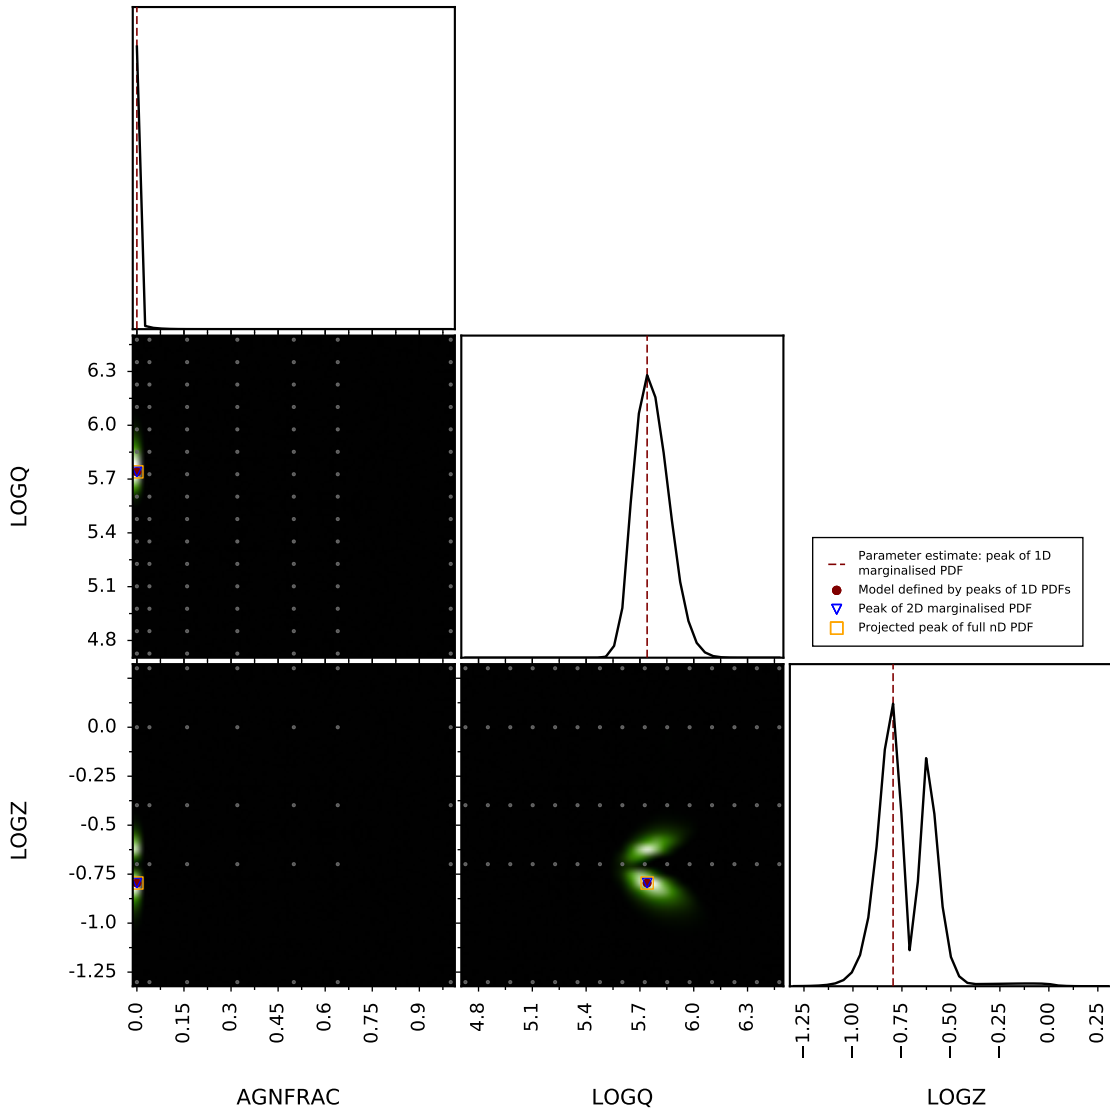 6.3
6.0
5.7
5.4
5.1
4.8
LOGQ
Parameter estimate: peak of 1D
marginalised PDF
Model defined by peaks of 1D PDFs
Peak of 2D marginalised PDF
Projected peak of full nD PDF
0.0
-0.25
-0.5
-0.75
-1.0
-1.25
LOGZ
0.0 0.15 0.3 0.45 0.6 0.75 0.9
4.8 5.1 5.4 5.7 6.0 6.3
−1.25 −1.00 −0.75 −0.50 −0.25 0.00 0.25
AGNFRAC LOGQ LOGZ